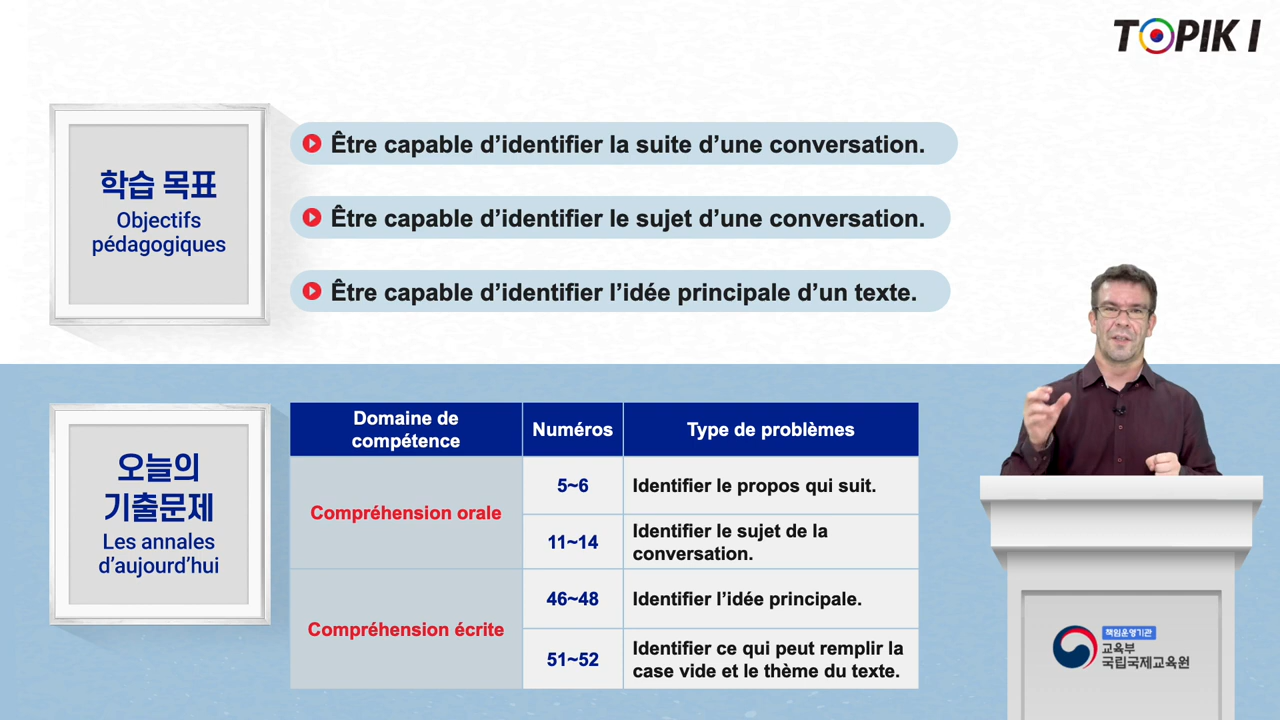 TOPIK I
학습 목표
Objectifs
pédagogiques
Être capable d’identifier la suite d’une conversation.
Être capable d’identifier le sujet d’une conversation.
Être capable d’identifier l’idée principale d’un texte.
오늘의
기출문제
Les annales
d’aujourd’hui
Domaine de
compétence
Numéros
Type de problèmes
Compréhension orale
5~6
Identifier le propos qui suit.
11~14
Identifier le sujet de la
conversation.
Compréhension écrite
46~48
Identifier l’idée principale.
51~52
Identifier ce qui peut remplir la
case vide et le thème du texte.
책임운영기관
교육부
국립국제교육원